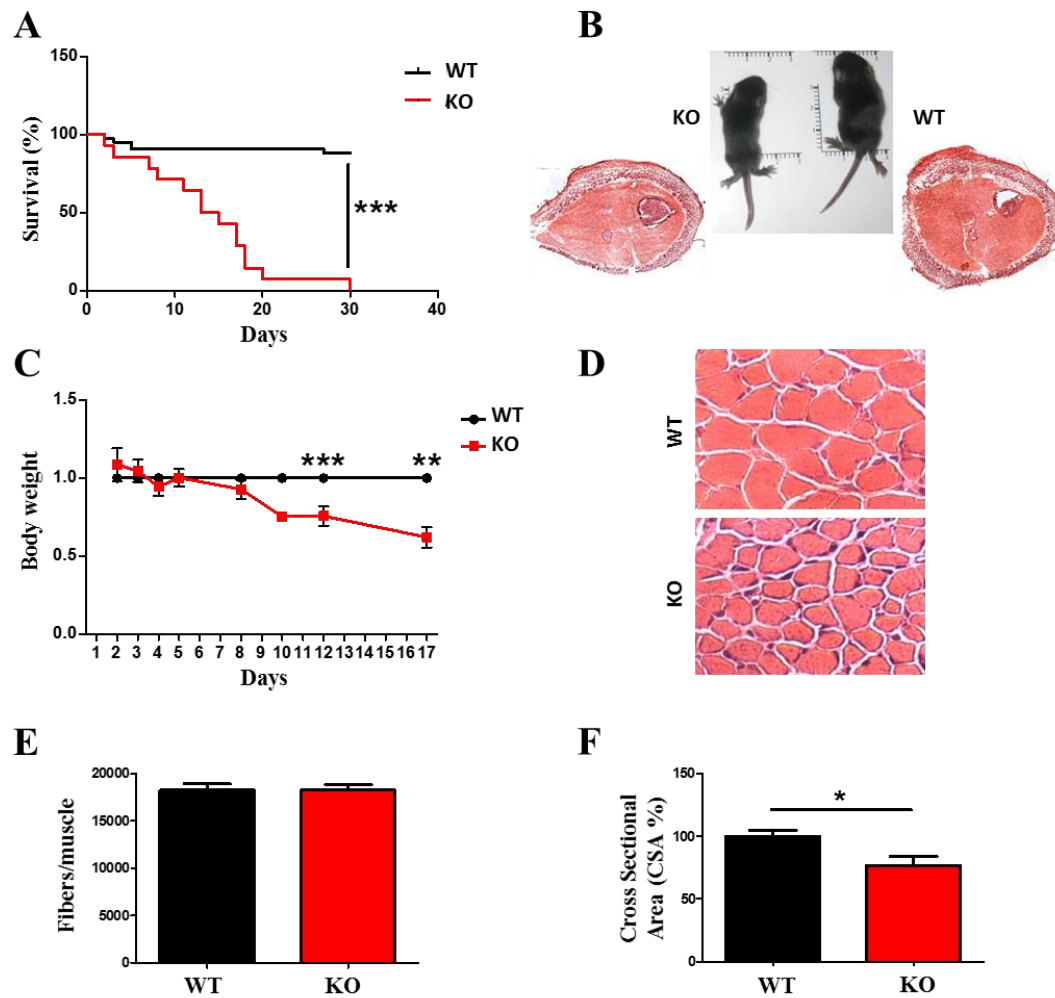 A
150
100
50
0
Survival (%)
0 10 20 30 40
Days
WT
KO
***
B
KO
WT
C
1.5
1.0
0.5
0.0
Body weight
1 2 3 4 5 6 7 8 9 10 11 12 13 14 15 16 17
Days
WT
KO
***
**
D
WT
KO
E
20000
15000
10000
5000
0
Fibers/muscle
WT KO
F
150
100
50
0
Cross Sectional
Area (CSA %)
*
WT KO